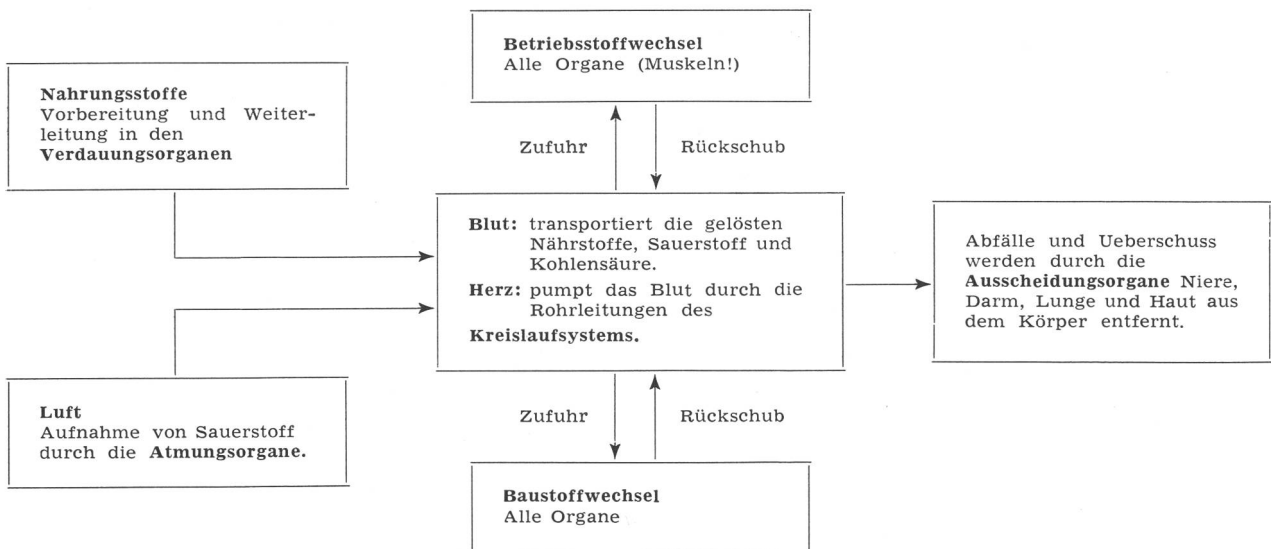 Betriebsstoffwechsel
Alle Organe (Muskeln!)
Nahrungsstoffe
Vorbereitung und Weiter-
leitung in den
Verdauungsorganen
Zufuhr
Rückschub
Blut: transportiert die gelösten
Nährstoffe, Sauerstoff und
Kohlensäure.
Herz: pumpt das Blut durch die
Rohrleitungen des
Kreislaufsystems.
Abfälle und Ueberschuss
werden durch die
Ausscheidungsorgane Niere,
Darm, Lunge und Haut aus
dem Körper entfernt.
Luft
Aufnahme von Sauerstoff
durch die Atmungsorgane.
Zufuhr
Rückschub
Baustoffwechsel
Alle Organe